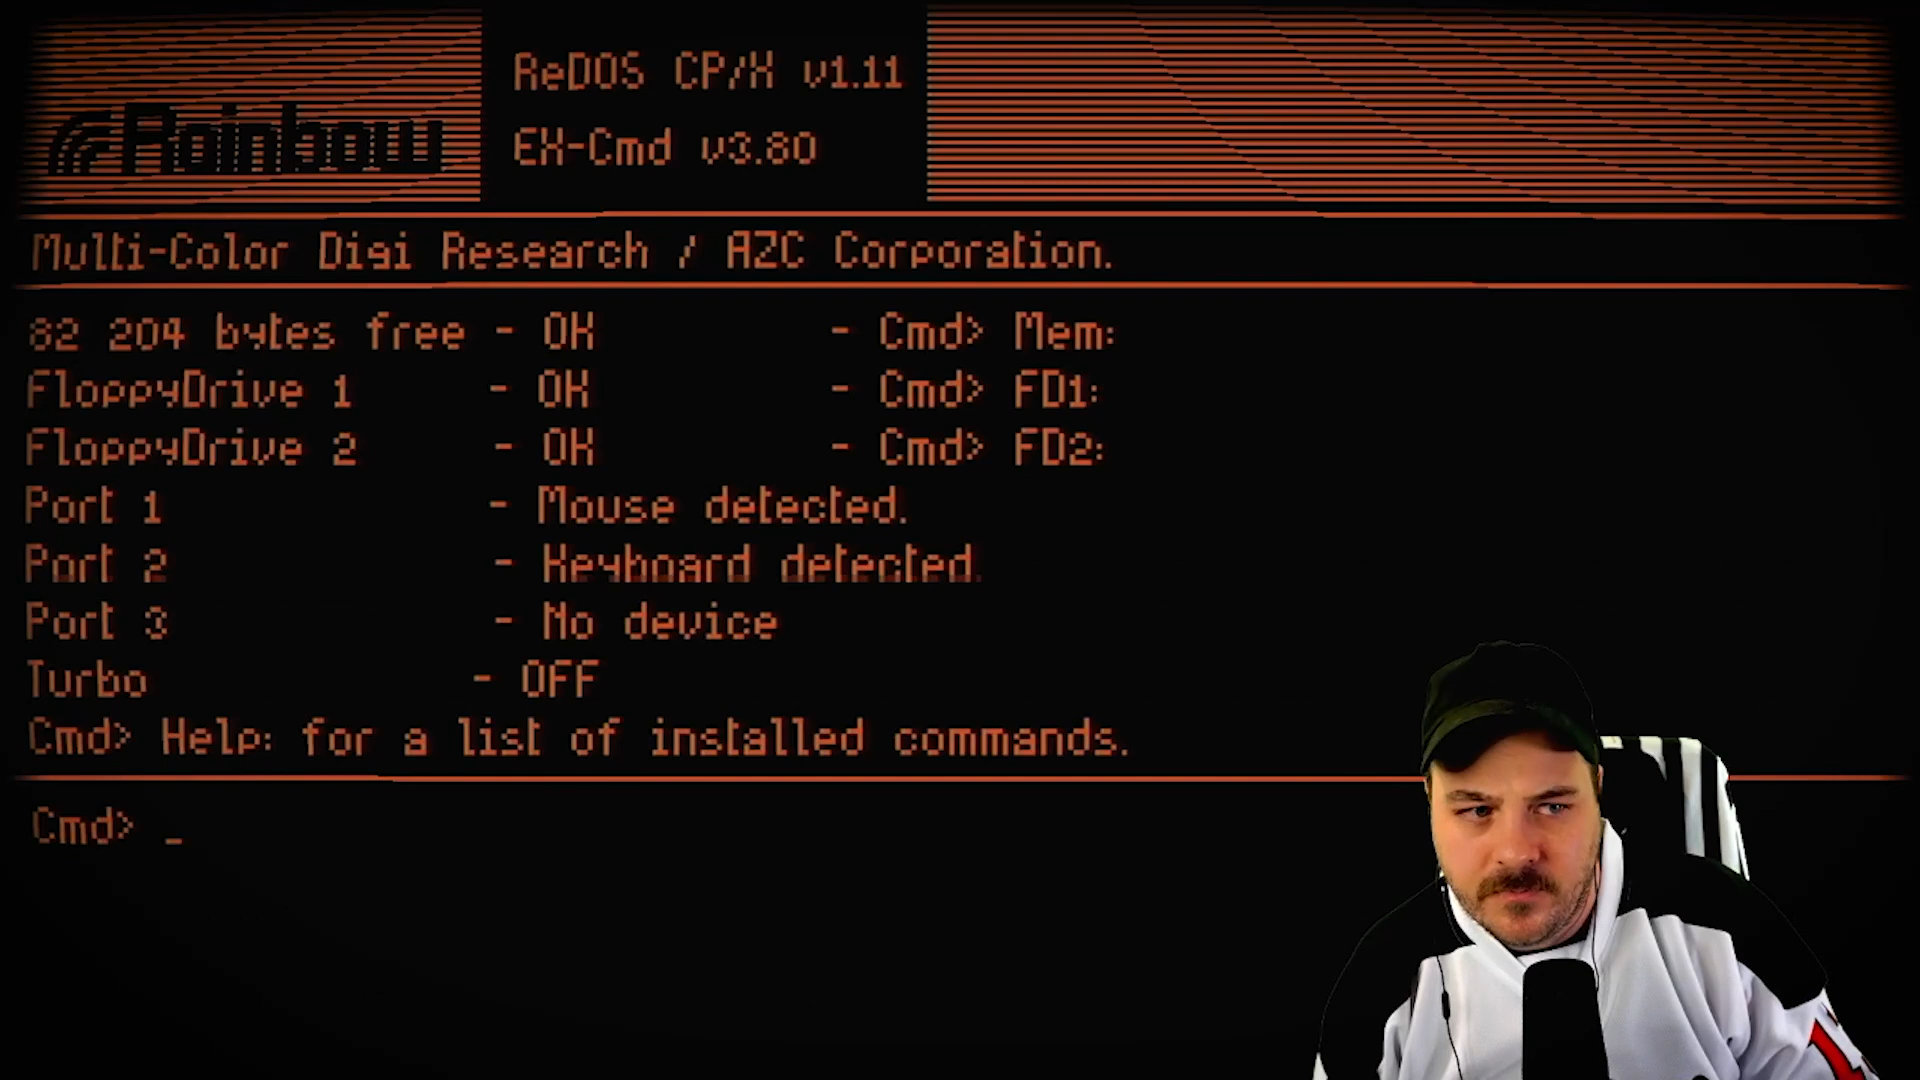 Rainbow
ReDOS CP/X v1.11
EX-Cmd v3.80
Multi-Color Digi Research / AZC Corporation.
82 204 bytes free - OK - Cmd> Mem:
FloppyDrive 1 - OK - Cmd> FD1:
FloppyDrive 2 - OK - Cmd> FD2:
Port 1 - Mouse detected.
Port 2 - Keyboard detected.
Port 3 - No device
Turbo - OFF
Cmd> Help: for a list of installed commands.
Cmd> _